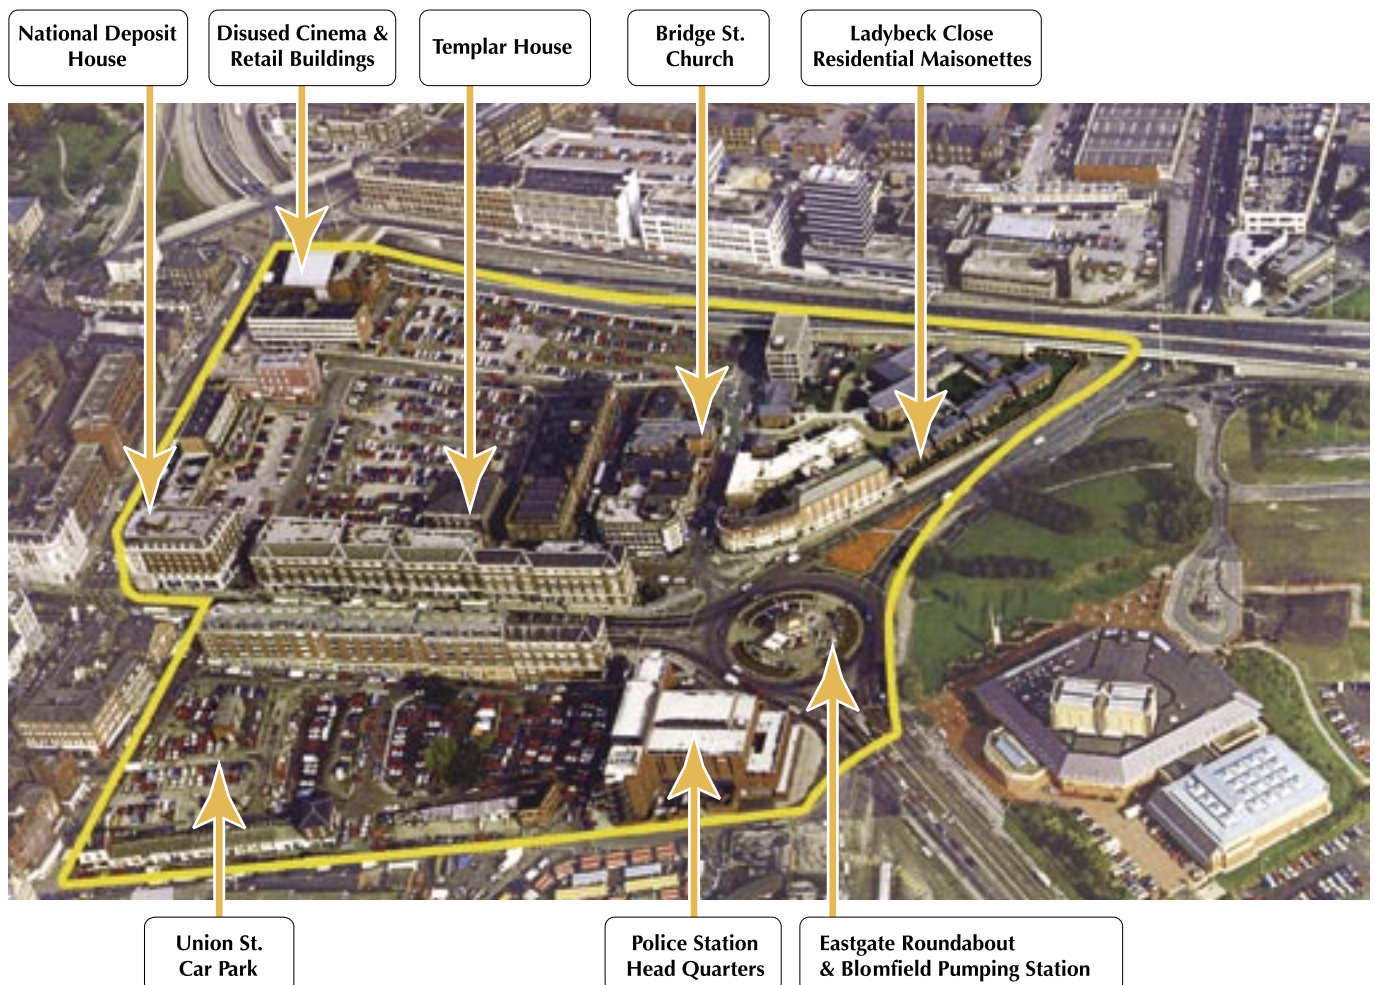 National Deposit
House
Disused Cinema &
Retail Buildings
Templar House
Bridge St.
Church
Ladybeck Close
Residential Maisonettes
Union St.
Car Park
Police Station
Head Quarters
Eastgate Roundabout
& Blomfield Pumping Station